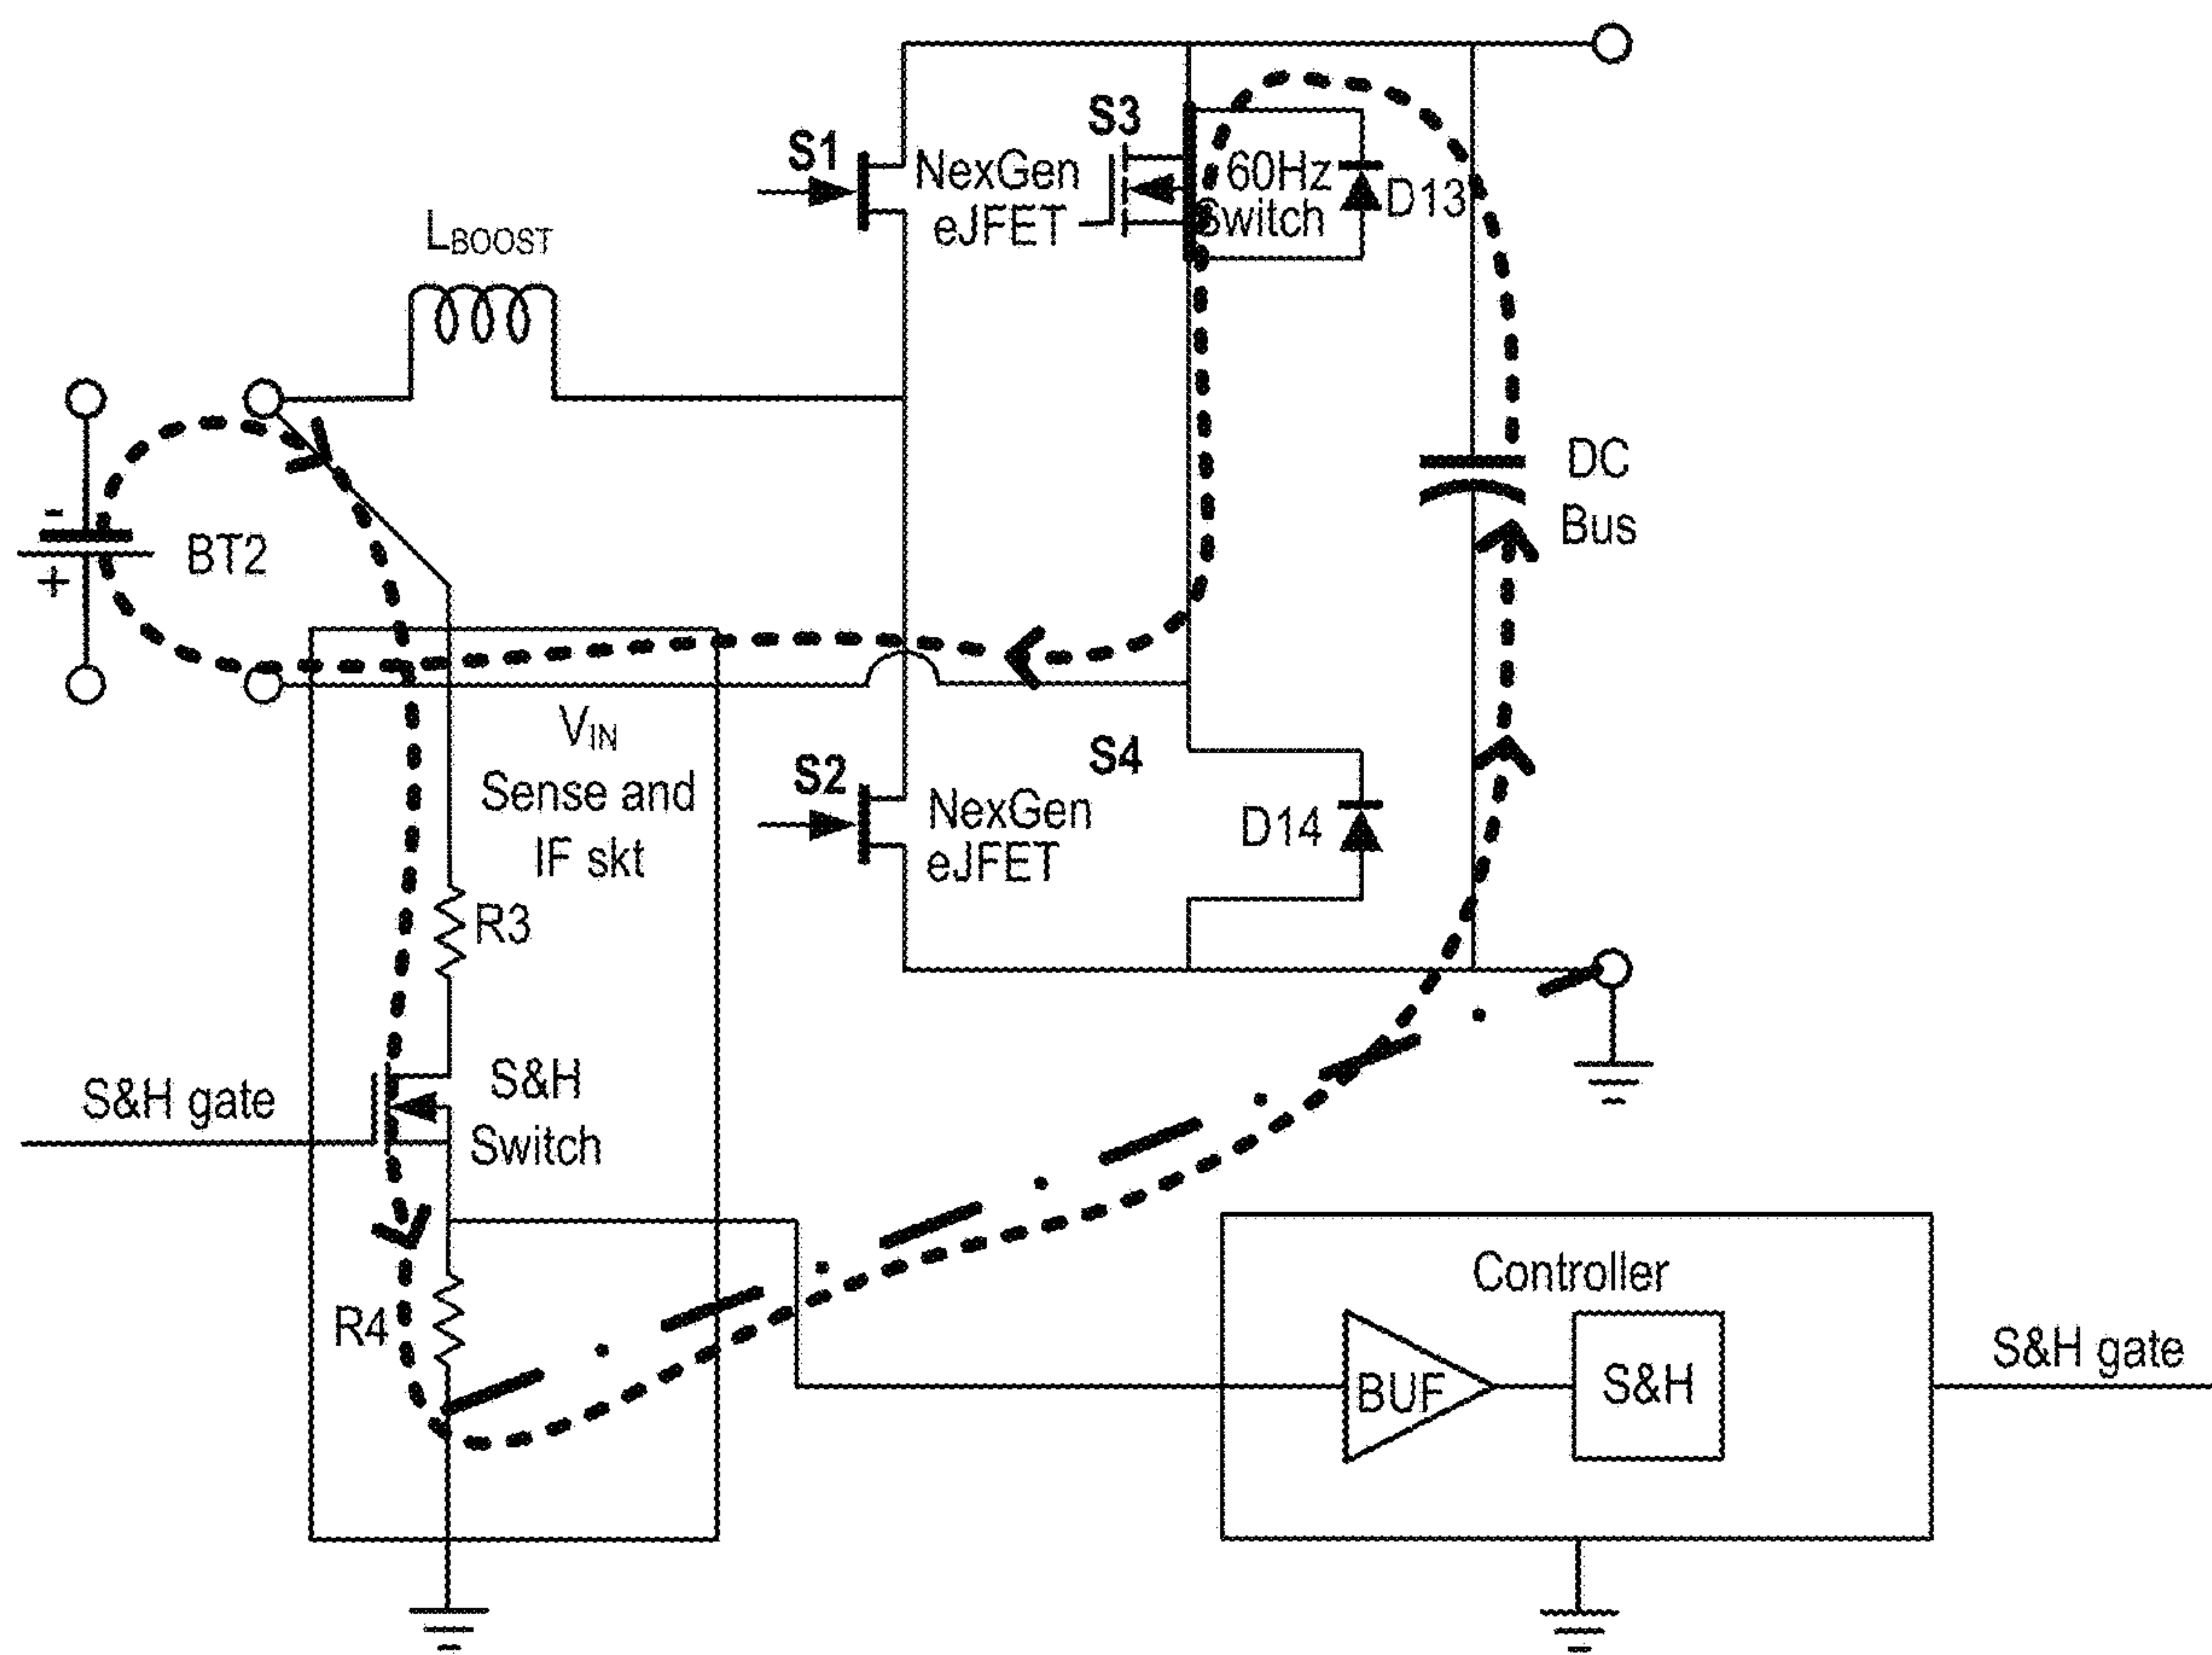 S1
NexGen
eJFET
S3
60Hz
Switch
D13
LBOOST
-
+
BT2
DC
Bus
VIN
Sense and
IF skt
S2
NexGen
eJFET
S4
D14
R3
S&H gate
S&H
Switch
R4
Controller
BUF
S&H
S&H gate